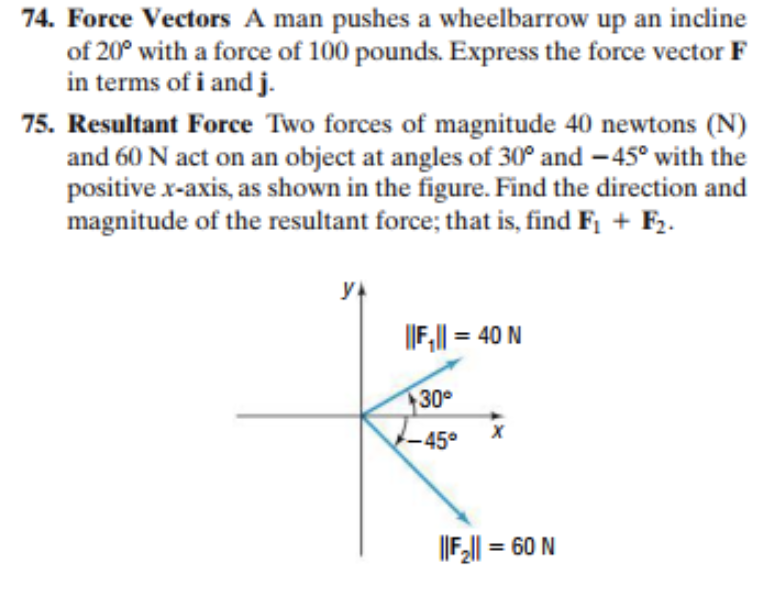 74. Force Vectors A man pushes a wheelbarrow up an incline
of 20° with a force of 100 pounds. Express the force vector F
in terms of i and j.
75. Resultant Force Two forces of magnitude 40 newtons (N)
and 60 N act on an object at angles of 30° and −45° with the
positive x-axis, as shown in the figure. Find the direction and
magnitude of the resultant force; that is, find F₁ + F₂.
y
||F₁|| = 40 N
30°
−45°
x
||F₂|| = 60 N